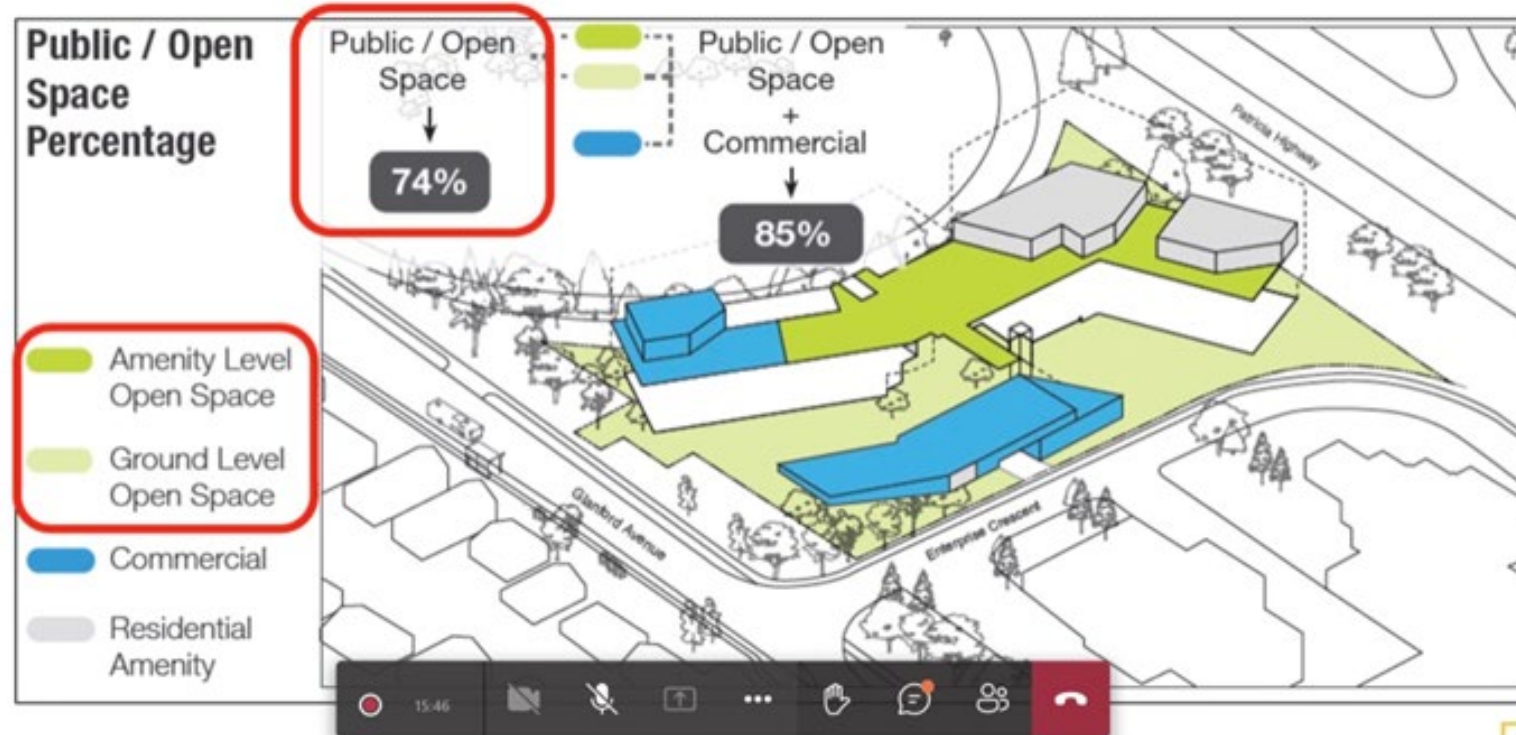 Public / Open
Space
Percentage
Public / Open
Space
74%
Public / Open
Space
+
Commercial
85%
Amenity Level
Open Space
Ground Level
Open Space
Commercial
Residential
Amenity
Patricia Highway
Glanford Avenue
Enterprise Crescent
15:46